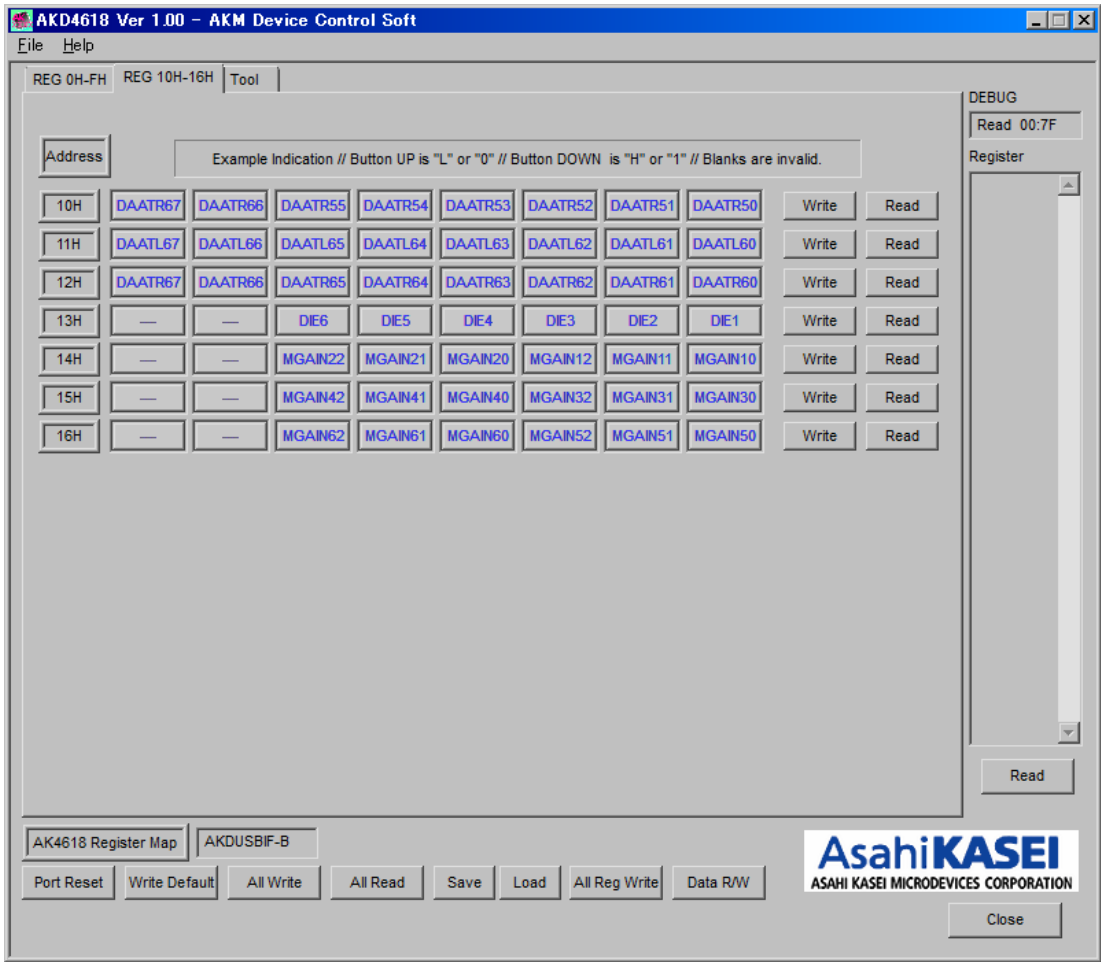 AKD4618 Ver 1.00 - AKM Device Control Soft
File Help
REG 0H-FH REG 10H-16H Tool
DEBUG
Read 00:7F
Address Example Indication // Button UP is "L" or "0" // Button DOWN is "H" or "1" // Blanks are invalid.
Register
10H DAATR67 DAATR66 DAATR55 DAATR54 DAATR53 DAATR52 DAATR51 DAATR50 Write Read
11H DAATL67 DAATL66 DAATL65 DAATL64 DAATL63 DAATL62 DAATL61 DAATL60 Write Read
12H DAATR67 DAATR66 DAATR65 DAATR64 DAATR63 DAATR62 DAATR61 DAATR60 Write Read
13H — — DIE6 DIE5 DIE4 DIE3 DIE2 DIE1 Write Read
14H — — MGAIN22 MGAIN21 MGAIN20 MGAIN12 MGAIN11 MGAIN10 Write Read
15H — — MGAIN42 MGAIN41 MGAIN40 MGAIN32 MGAIN31 MGAIN30 Write Read
16H — — MGAIN62 MGAIN61 MGAIN60 MGAIN52 MGAIN51 MGAIN50 Write Read
Read
AK4618 Register Map AKDUSBIF-B
AsahiKASEI
ASAHI KASEI MICRODEVICES CORPORATION
Port Reset Write Default All Write All Read Save Load All Reg Write Data R/W
Close